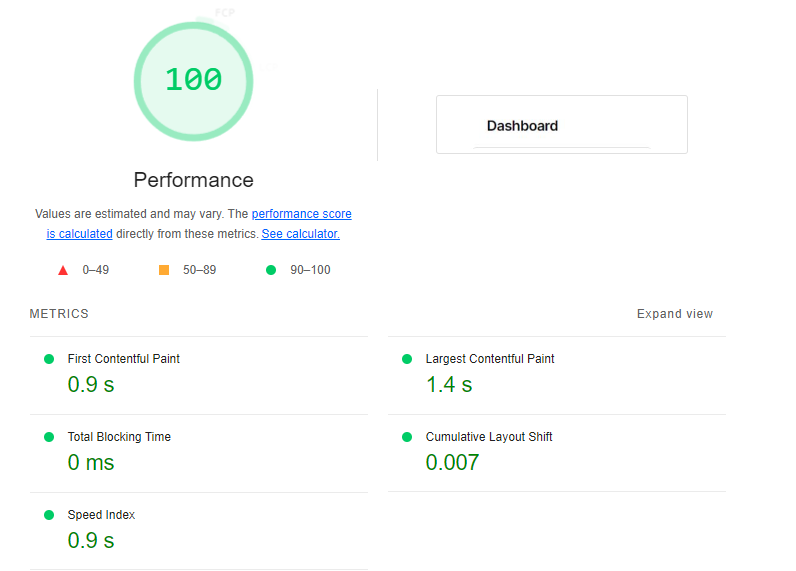 FCP
100
Dashboard
Performance
Values are estimated and may vary. The performance score
is calculated directly from these metrics. See calculator.
0–49
50–89
90–100
METRICS
Expand view
First Contentful Paint
0.9 s
Largest Contentful Paint
1.4 s
Total Blocking Time
0 ms
Cumulative Layout Shift
0.007
Speed Index
0.9 s